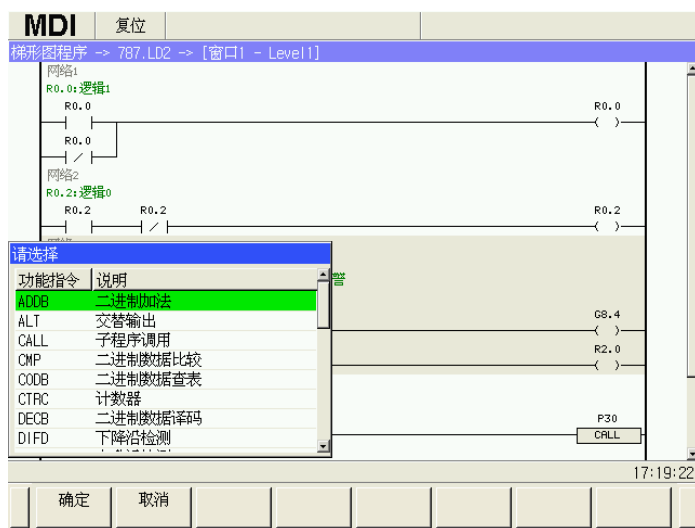 MDI 复位
梯形图程序 -> 787.LD2 -> [窗口1 - Level1]
网络1
R0.0:逻辑1
R0.0 R0.0
R0.0
网络2
R0.2:逻辑0
R0.2 R0.2 R0.2
请选择
功能指令 说明
警
ADDB 二进制加法
ALT 交替输出
G8.4
CALL 子程序调用
CMP 二进制数据比较
R2.0
CODB 二进制数据查表
CTRC 计数器
DECB 二进制数据译码
P30
DIFD 下降沿检测
CALL
17:19:22
确定 取消